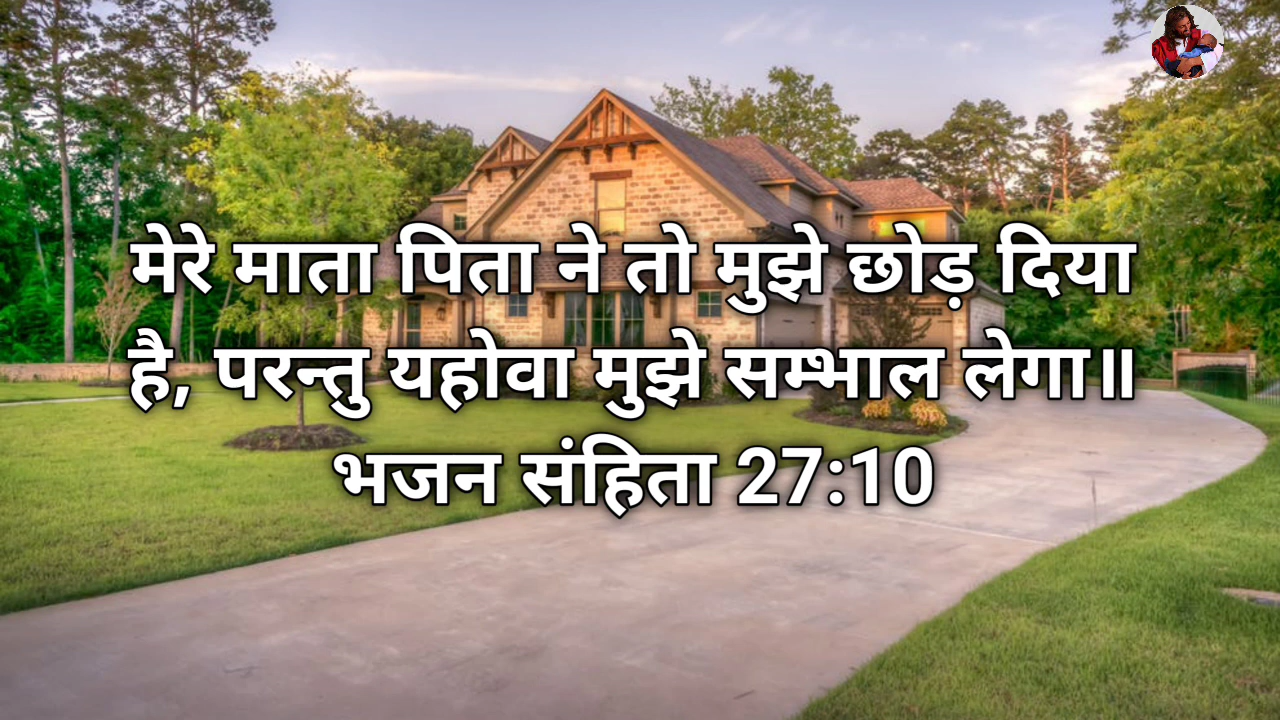 मेरे माता पिता ने तो मुझे छोड़ दिया
है, परन्तु यहोवा मुझे सम्भाल लेगा॥
भजन संहिता 27:10